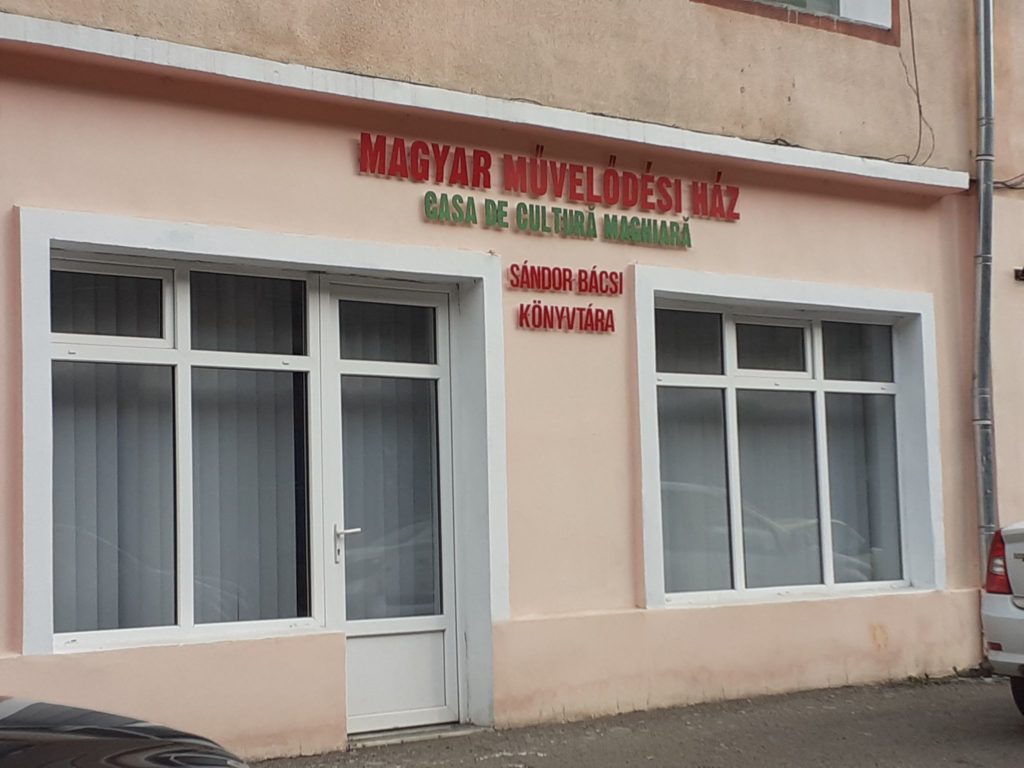 MAGYAR MŰVELŐDÉSI HÁZ
CASA DE CULTURĂ MAGHIARĂ
SÁNDOR BÁCSI
KÖNYVTÁRA